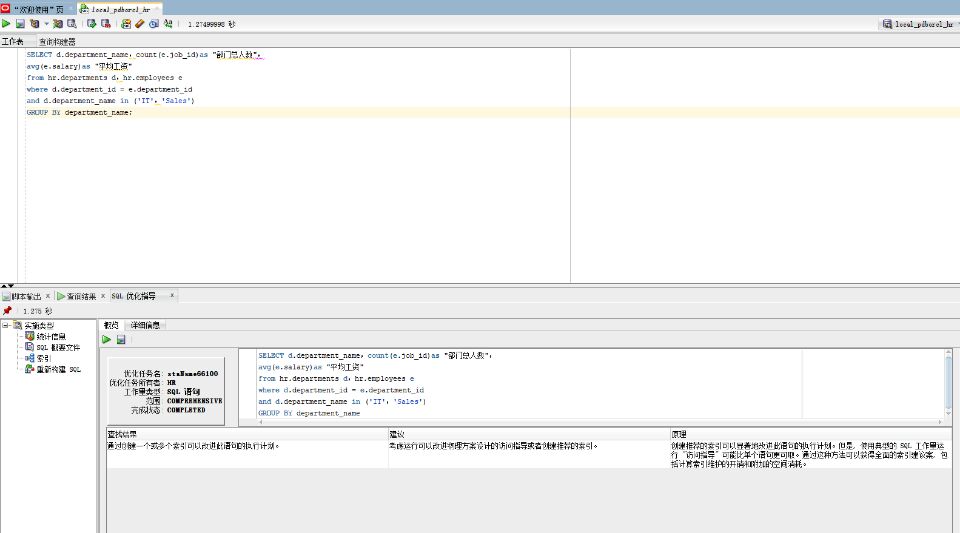 "欢迎使用" 页
local_pdborcl_hr
1.27499998 秒
local_pdborcl_hr
工作表 查询构建器
SELECT d.department_name,count(e.job_id)as "部门总人数",
avg(e.salary)as "平均工资"
from hr.departments d,hr.employees e
where d.department_id = e.department_id
and d.department_name in ('IT','Sales')
GROUP BY department_name;
脚本输出 × 查询结果 × SQL 优化指导 ×
1.275 秒
实施类型
统计信息
SQL 概要文件
索引
重新构建 SQL
概览 详细信息
优化任务名: staName66100
优化任务所有者: HR
工作量类型: SQL 语句
范围: COMPREHENSIVE
完成状态: COMPLETED
SELECT d.department_name,count(e.job_id)as "部门总人数",
avg(e.salary)as "平均工资"
from hr.departments d,hr.employees e
where d.department_id = e.department_id
and d.department_name in ('IT','Sales')
GROUP BY department_name
查找结果 建议 原理
通过创建一个或多个索引可以改进此语句的执行计划。
考虑运行可以改进物理方案设计的访问指导或者创建推荐的索引。
创建推荐的索引可以显著地改进此语句的执行计划。但是, 使用典型的 SQL 工作量运
行 "访问指导" 可能比单个语句更可取。通过这种方法可以获得全面的索引建议案, 包
括计算索引维护的开销和附加的空间消耗。